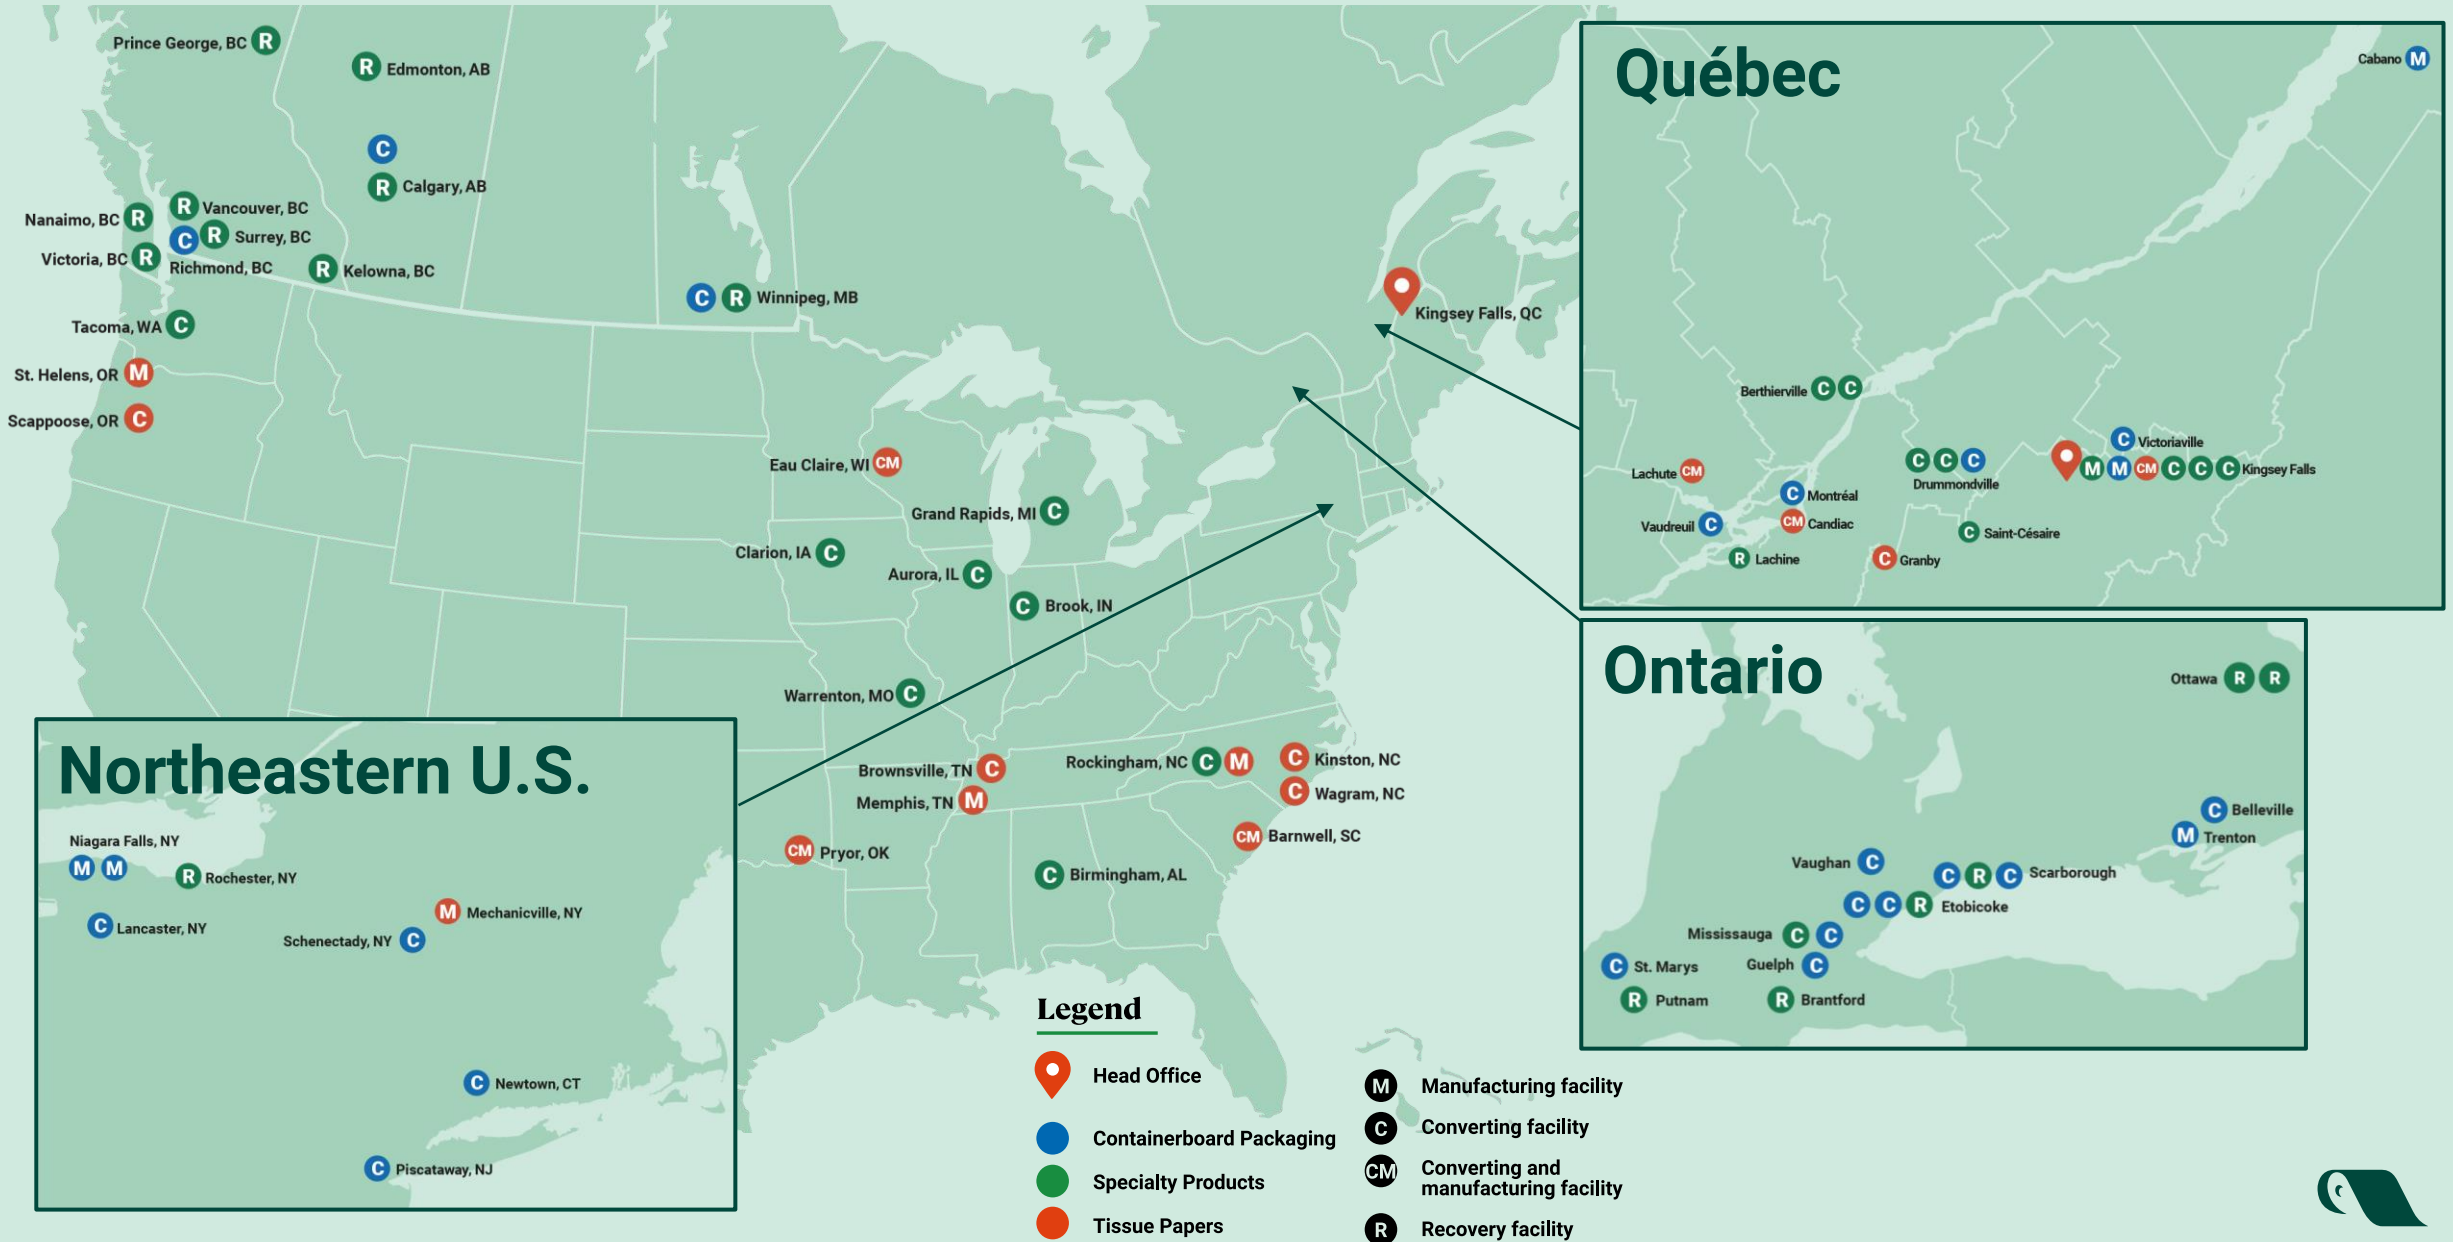 Prince George, BC R
R Edmonton, AB
C
R Calgary, AB
R Vancouver, BC
Nanaimo, BC R
C R Surrey, BC
Victoria, BC R
Richmond, BC
R Kelowna, BC
C R Winnipeg, MB
Tacoma, WA C
St. Helens, OR M
Scappoose, OR C
Kingsey Falls, QC
Eau Claire, WI CM
Grand Rapids, MI C
Clarion, IA C
Aurora, IL C
C Brook, IN
Warrenton, MO C
Brownsville, TN C
Memphis, TN M
Rockingham, NC C M
C Kinston, NC
C Wagram, NC
CM Barnwell, SC
CM Pryor, OK
C Birmingham, AL
Québec
Cabano M
Berthierville C C
C Victoriaville
M M CM C C C Kingsey Falls
C C C
Drummondville
Lachute CM
C Montréal
Vaudreuil C
CM Candiac
C Saint-Césaire
R Lachine
C Granby
Ontario
Ottawa R R
C Belleville
M Trenton
Vaughan C
C R C Scarborough
C C R Etobicoke
Mississauga C C
C St. Marys
Guelph C
R Putnam
R Brantford
Northeastern U.S.
Niagara Falls, NY
M M
R Rochester, NY
C Lancaster, NY
M Mechanicville, NY
Schenectady, NY C
C Newtown, CT
C Piscataway, NJ
Legend
Head Office
Containerboard Packaging
Specialty Products
Tissue Papers
M Manufacturing facility
C Converting facility
CM Converting and
manufacturing facility
R Recovery facility